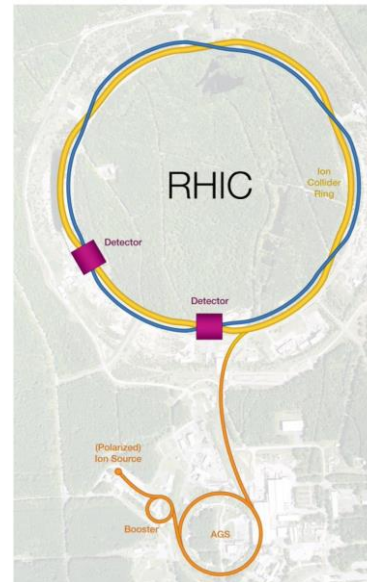 RHIC
Ion
Collider
Ring
Detector
Detector
(Polarized)
Ion Source
Booster
AGS